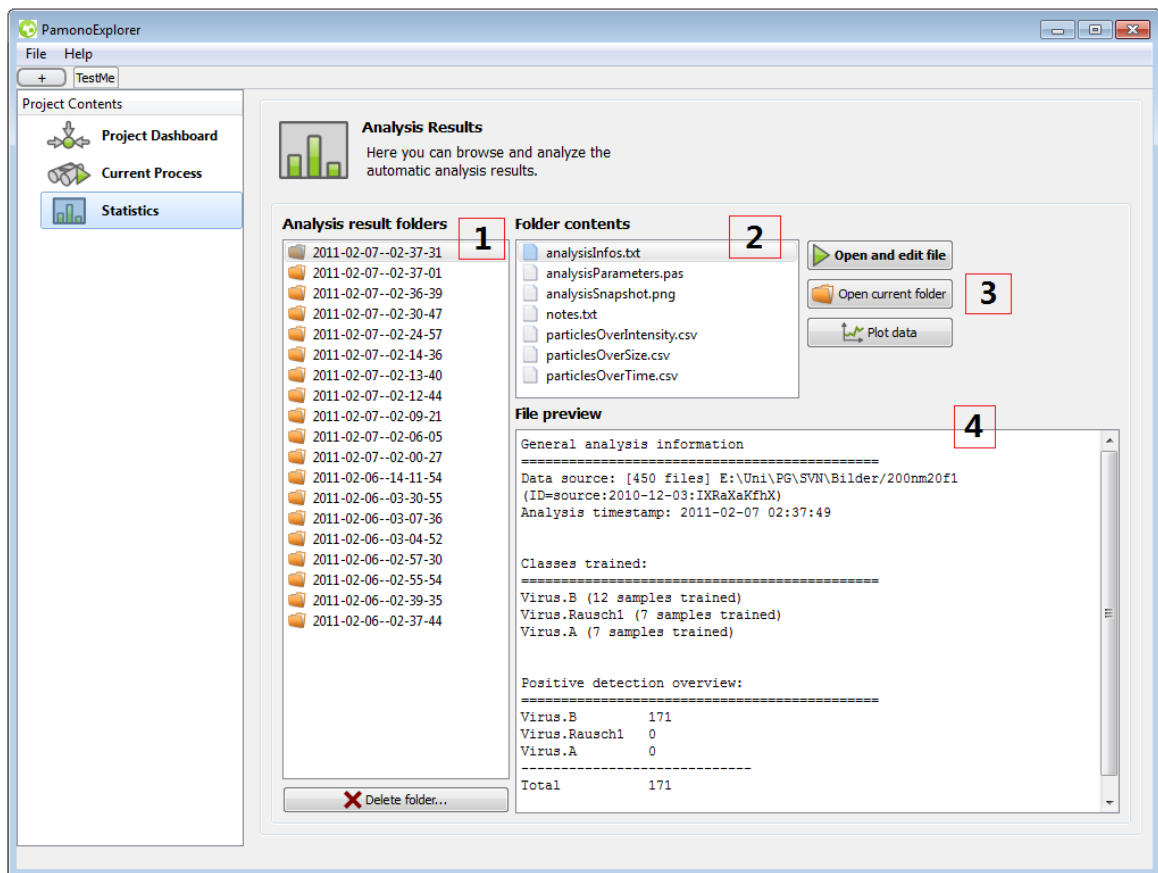 PamonoExplorer
File Help
+ TestMe
Project Contents
Project Dashboard
Current Process
Statistics
Analysis Results
Here you can browse and analyze the
automatic analysis results.
Analysis result folders
1
2011-02-07--02-37-31
2011-02-07--02-37-01
2011-02-07--02-36-39
2011-02-07--02-30-47
2011-02-07--02-24-57
2011-02-07--02-14-36
2011-02-07--02-13-40
2011-02-07--02-12-44
2011-02-07--02-09-21
2011-02-07--02-06-05
2011-02-07--02-00-27
2011-02-06--14-11-54
2011-02-06--03-30-55
2011-02-06--03-07-36
2011-02-06--03-04-52
2011-02-06--02-57-30
2011-02-06--02-55-54
2011-02-06--02-39-35
2011-02-06--02-37-44
Delete folder...
Folder contents
2
analysisInfos.txt
analysisParameters.pas
analysisSnapshot.png
notes.txt
particlesOverIntensity.csv
particlesOverSize.csv
particlesOverTime.csv
Open and edit file
Open current folder
3
Plot data
File preview
4
General analysis information
=============================================
Data source: [450 files] E:\Uni\PG\SVN\Bilder/200nm20f1
(ID=source:2010-12-03:IXRaXaKfhX)
Analysis timestamp: 2011-02-07 02:37:49
Classes trained:
=============================================
Virus.B (12 samples trained)
Virus.Rausch1 (7 samples trained)
Virus.A (7 samples trained)
Positive detection overview:
=============================================
Virus.B 171
Virus.Rausch1 0
Virus.A 0
-----------------------------
Total 171